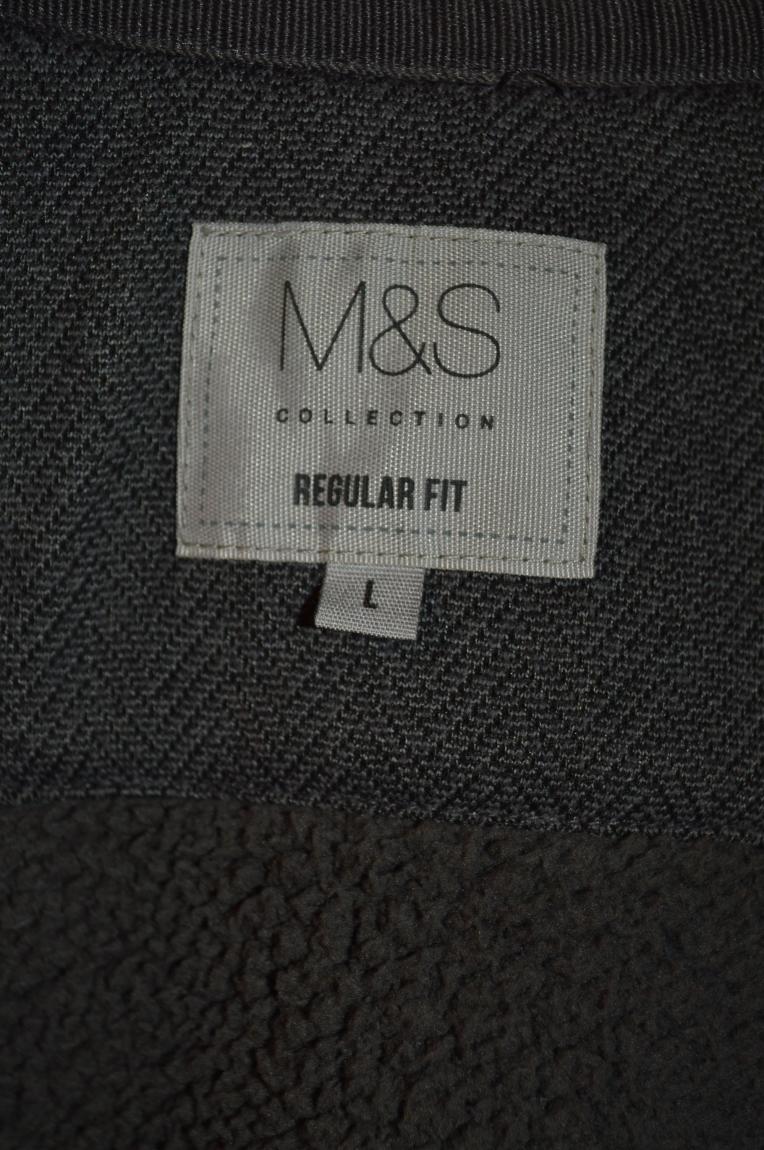 M&S
COLLECTION
REGULAR FIT
L